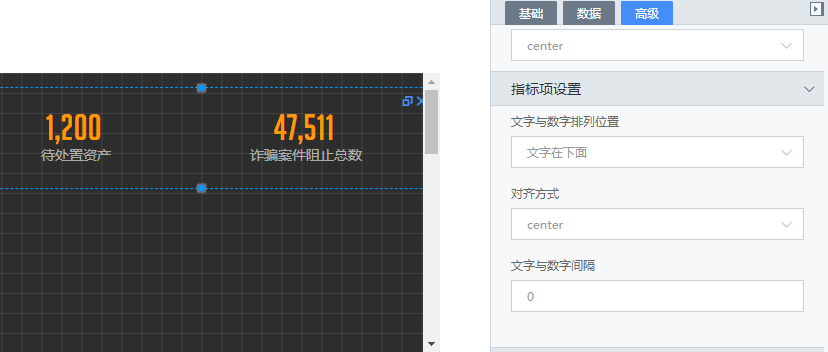 基础 数据 高级
center
指标项设置
文字与数字排列位置
文字在下面
对齐方式
center
文字与数字间隔
0
1,200 47,511
待处置资产 诈骗案件阻止总数